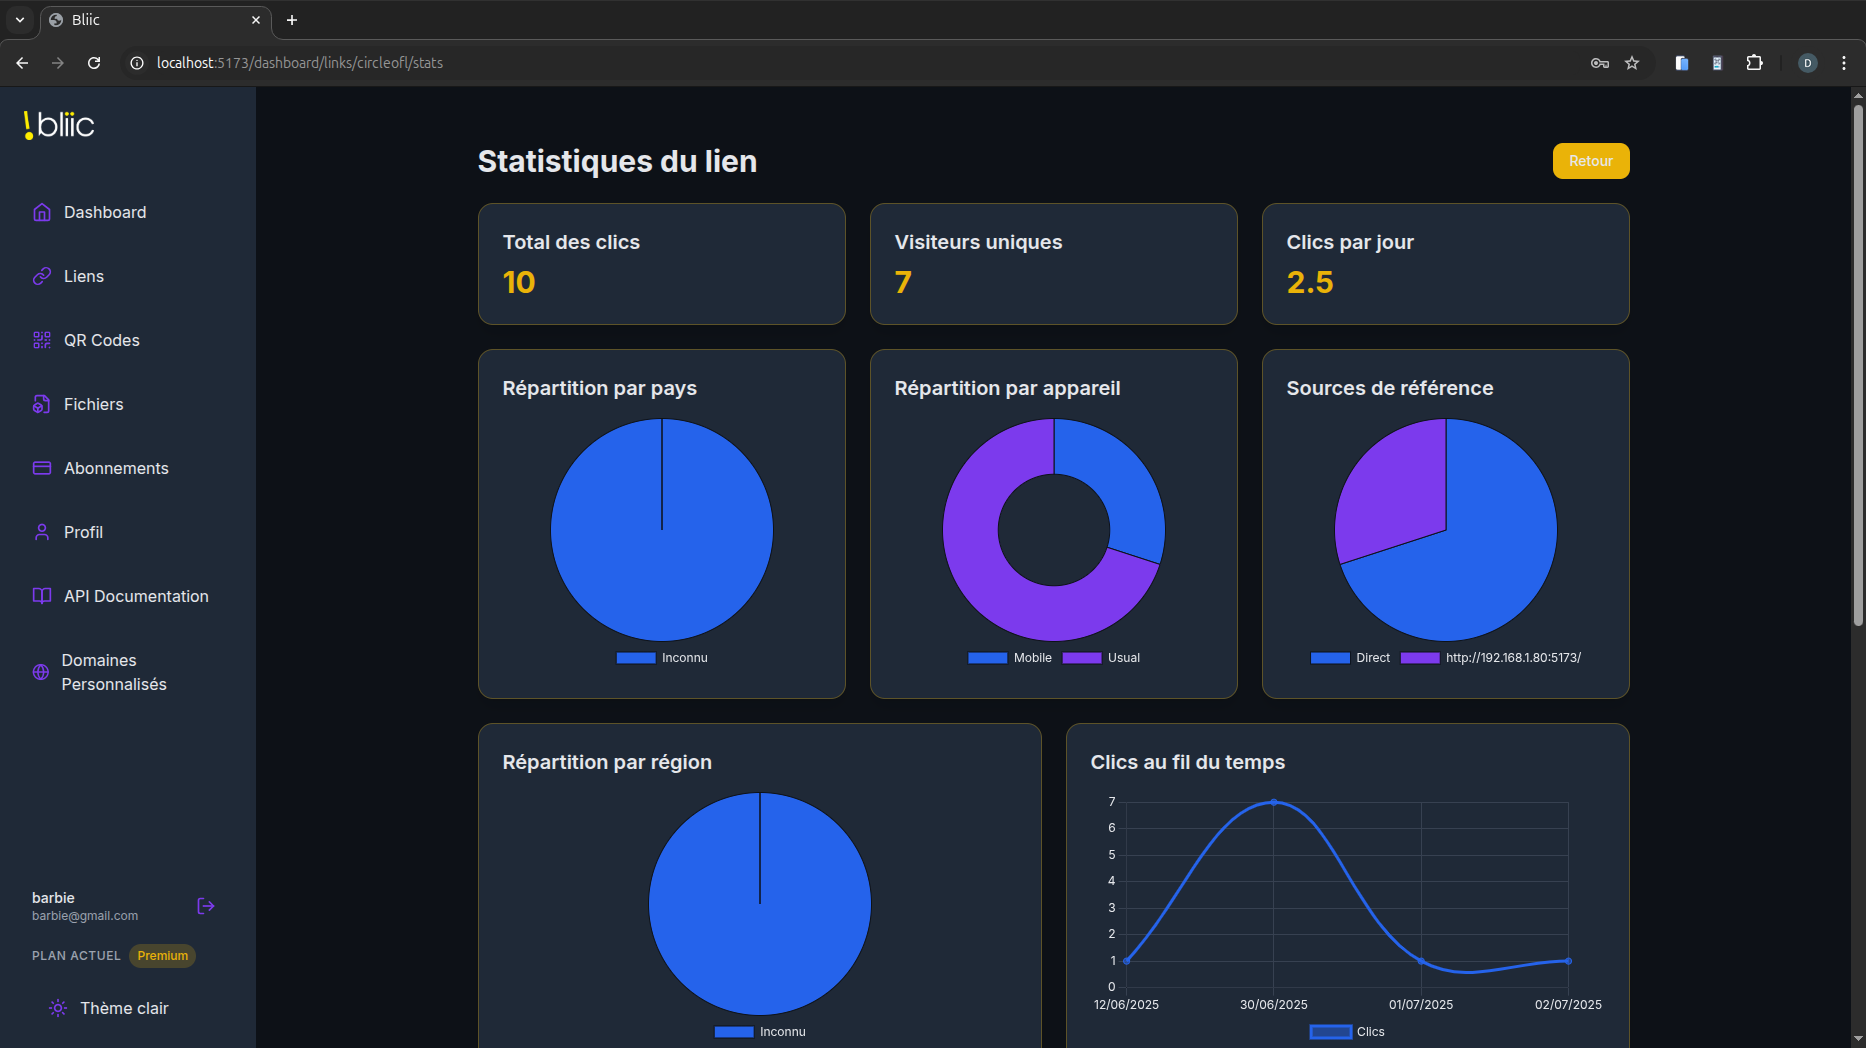 Bliic
localhost:5173/dashboard/links/circleofl/stats
D
!bliic
Dashboard
Liens
QR Codes
Fichiers
Abonnements
Profil
API Documentation
Domaines
Personnalisés
barbie
barbie@gmail.com
PLAN ACTUEL Premium
Thème clair
Statistiques du lien
Retour
Total des clics
10
Visiteurs uniques
7
Clics par jour
2.5
Répartition par pays
Inconnu
Répartition par appareil
Mobile Usual
Sources de référence
Direct http://192.168.1.80:5173/
Répartition par région
Inconnu
Clics au fil du temps
7
6
5
4
3
2
1
0
12/06/2025 30/06/2025 01/07/2025 02/07/2025
Clics